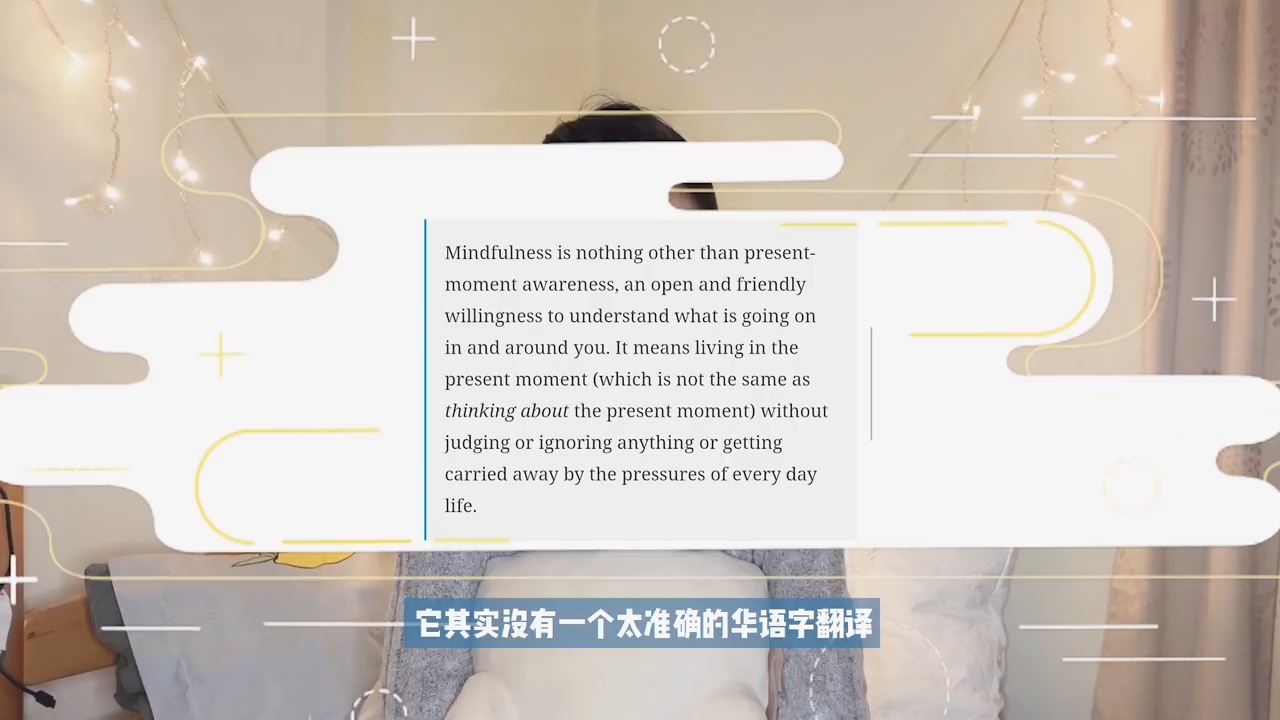 Mindfulness is nothing other than present-
moment awareness, an open and friendly
willingness to understand what is going on
in and around you. It means living in the
present moment (which is not the same as
thinking about the present moment) without
judging or ignoring anything or getting
carried away by the pressures of every day
life.
它其实没有一个太准确的华语字翻译